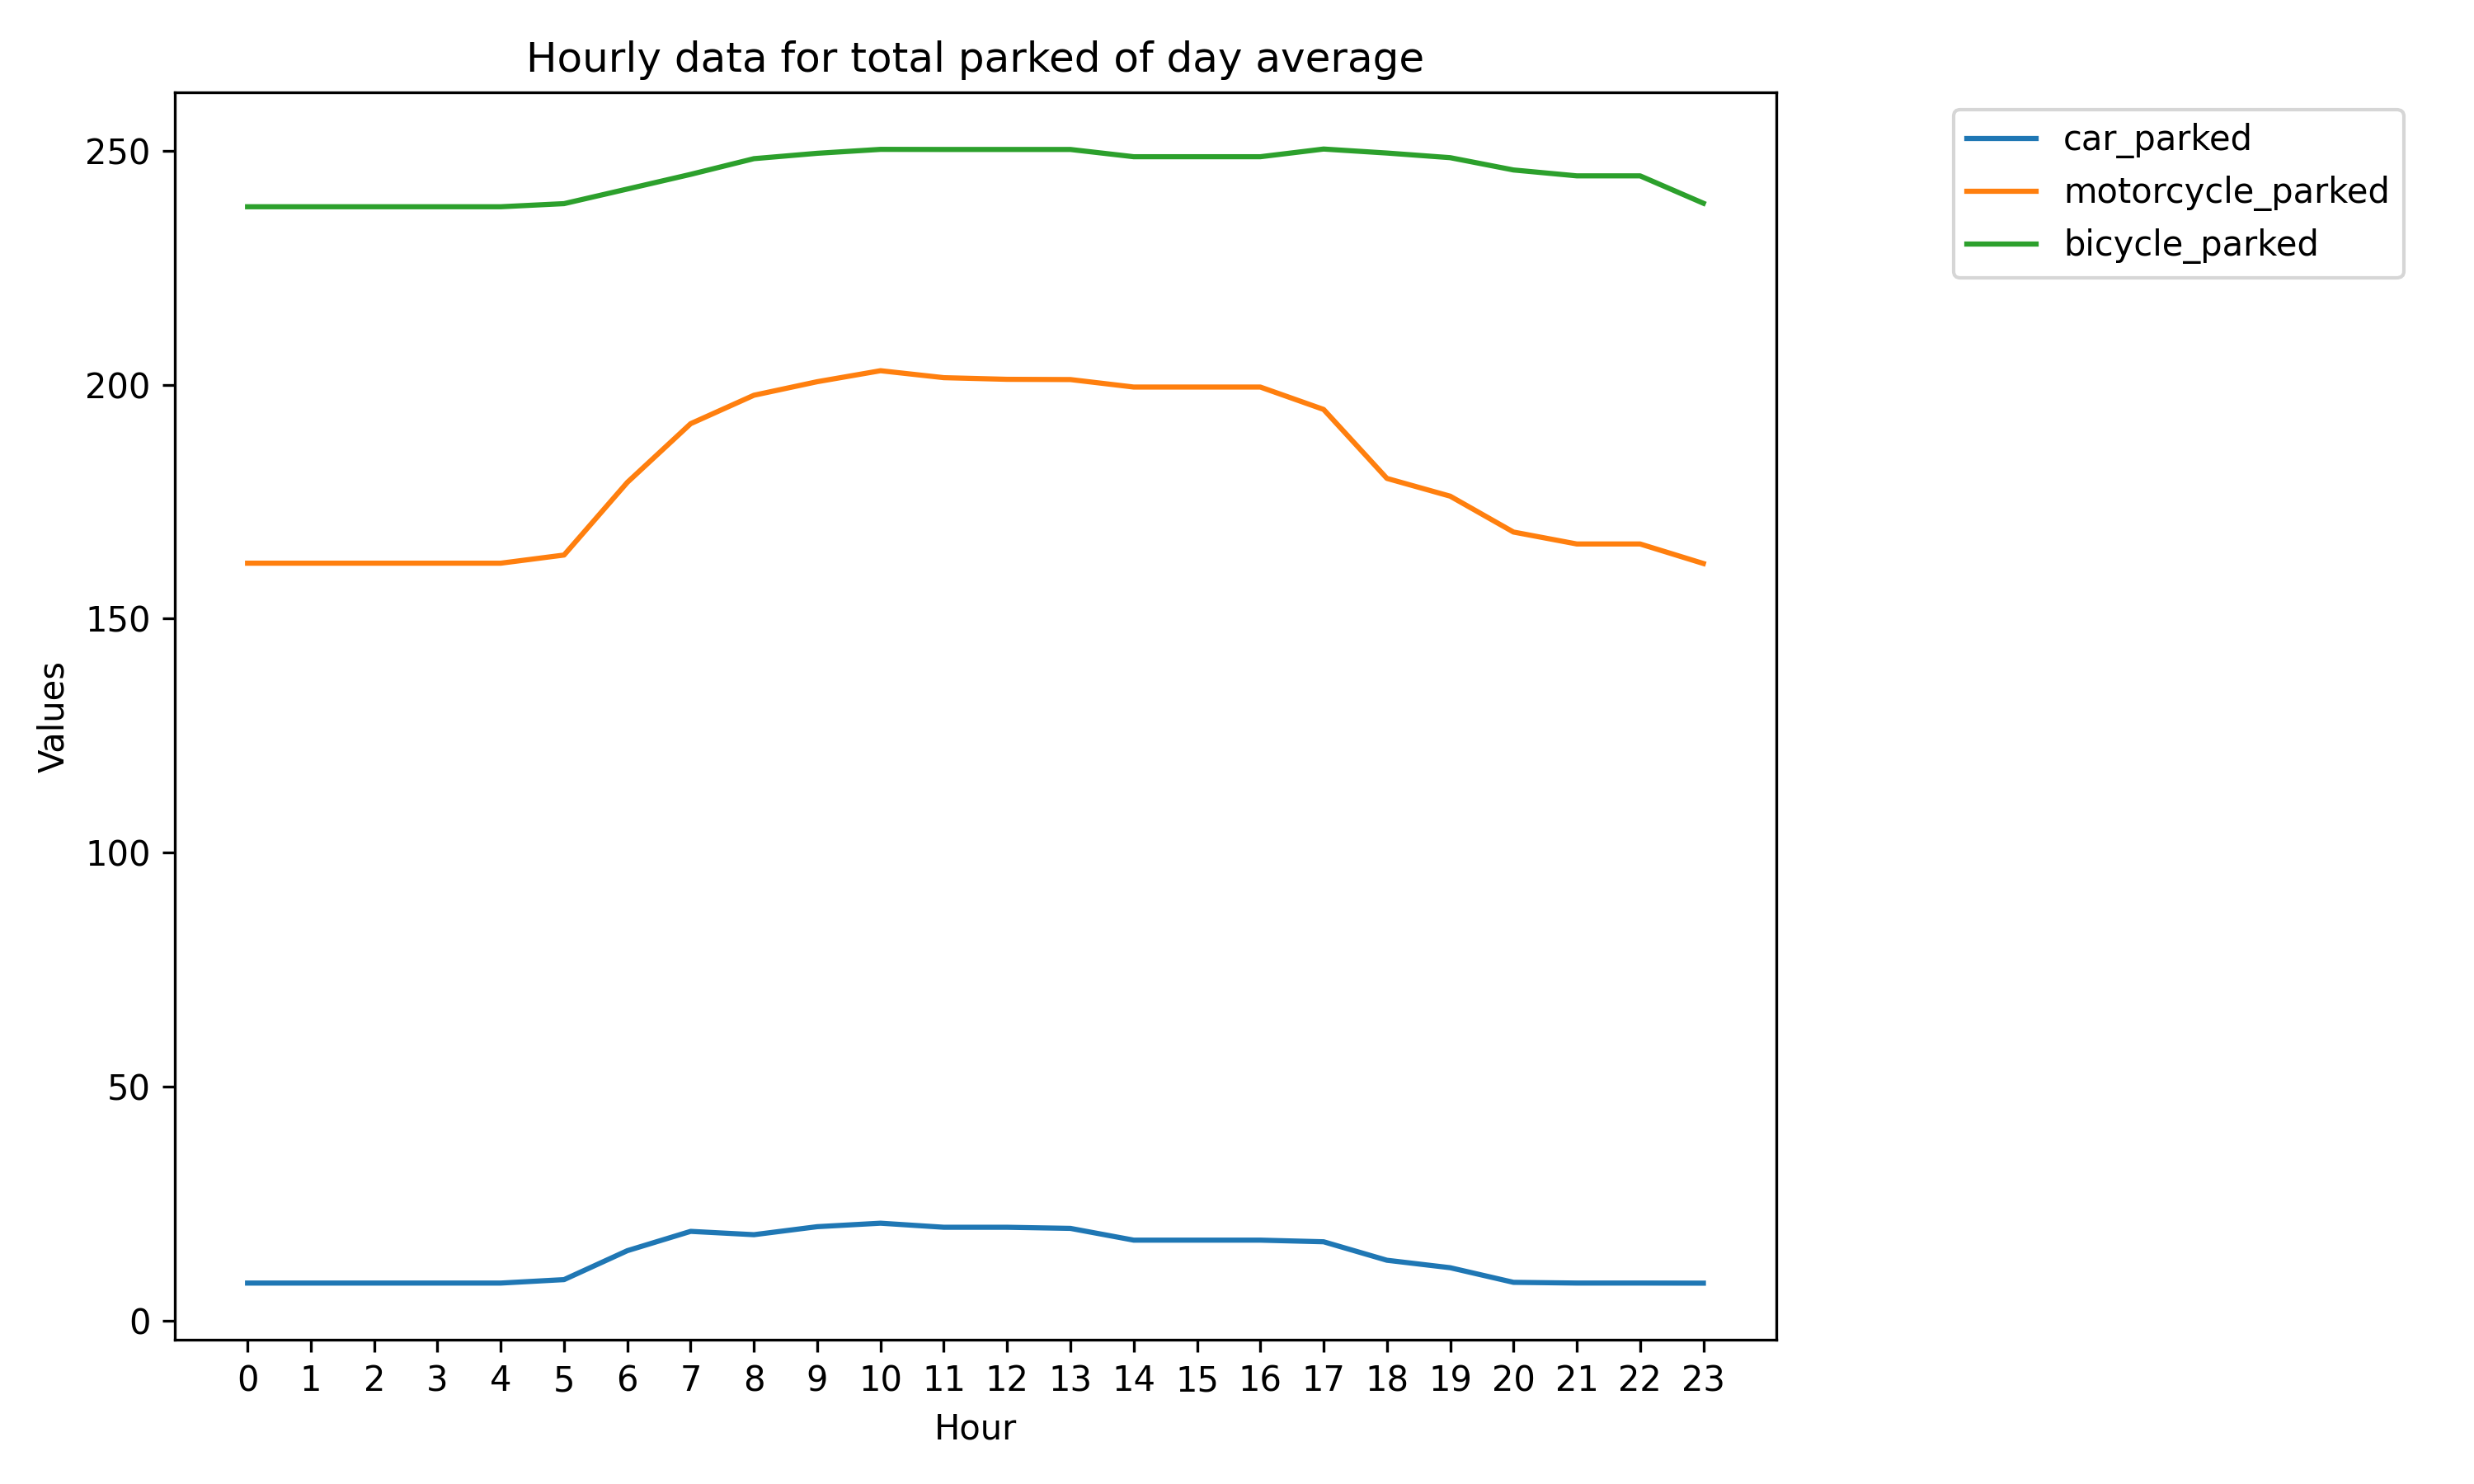 Hourly data for total parked of day average
car_parked
motorcycle_parked
bicycle_parked
250
200
150
100
50
0
Values
0 1 2 3 4 5 6 7 8 9 10 11 12 13 14 15 16 17 18 19 20 21 22 23
Hour